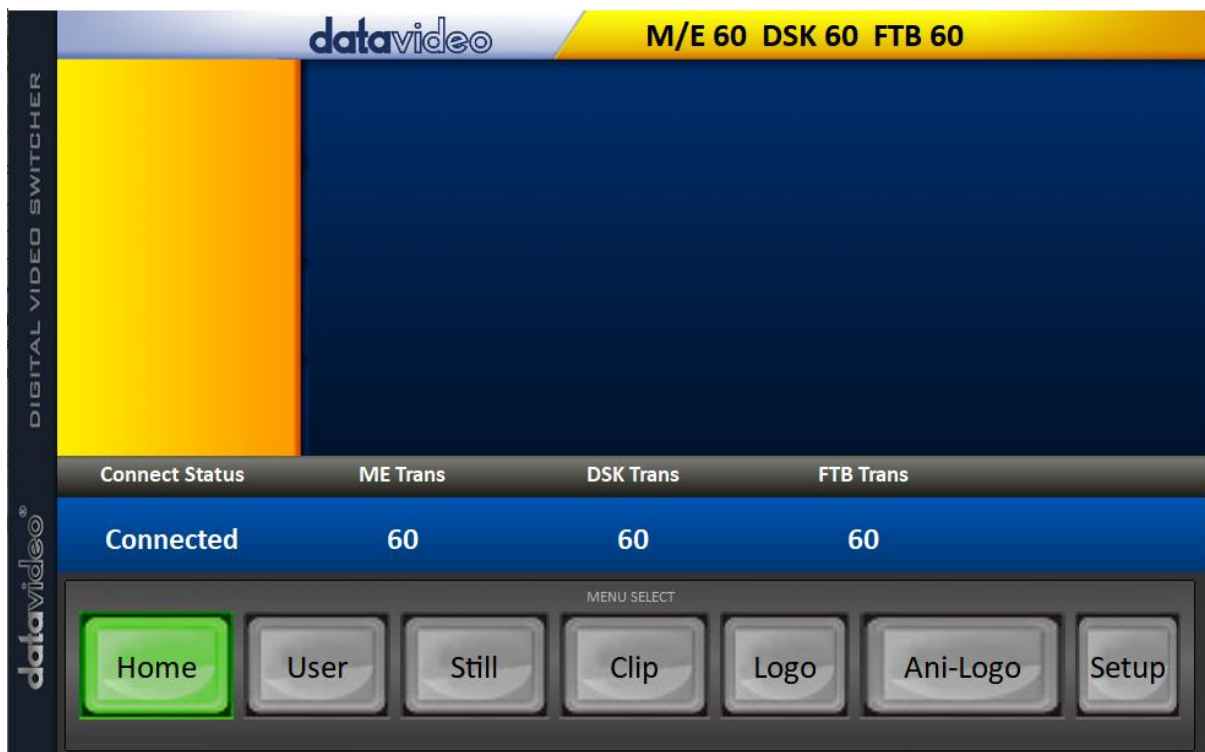 datavideo
M/E 60 DSK 60 FTB 60
DIGITAL VIDEO SWITCHER
datavideo®
Connect Status ME Trans DSK Trans FTB Trans
Connected 60 60 60
MENU SELECT
Home User Still Clip Logo Ani-Logo Setup